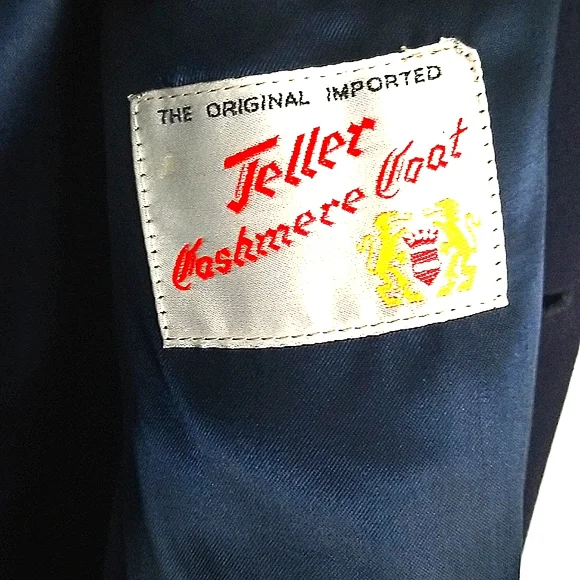 THE ORIGINAL IMPORTED
Teller
Cashmere Coat